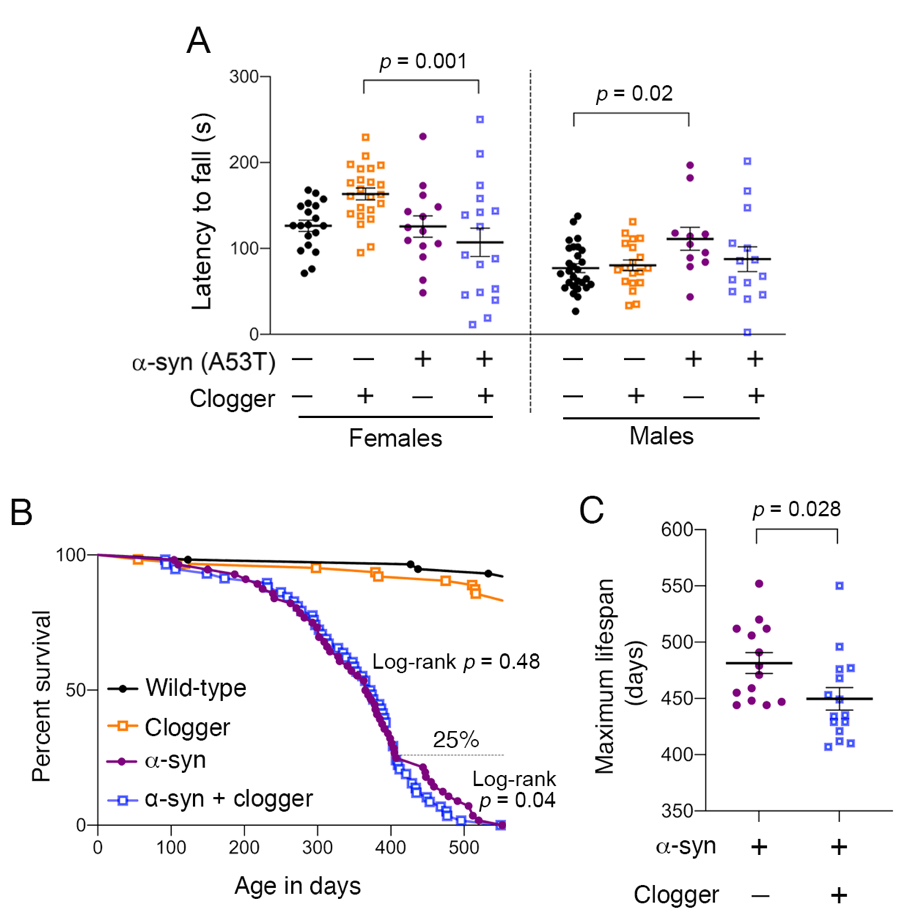 A
p = 0.001
p = 0.02
Latency to fall (s)
300
200
100
0
α-syn (A53T) — — + + — — + +
Clogger — + — + — + — +
Females Males
B
Percent survival
100
50
0
Log-rank p = 0.48
Wild-type
Clogger
α-syn
α-syn + clogger
25%
Log-rank
p = 0.04
0 100 200 300 400 500
Age in days
C
p = 0.028
Maximum lifespan
(days)
600
550
500
450
400
350
α-syn + +
Clogger — +